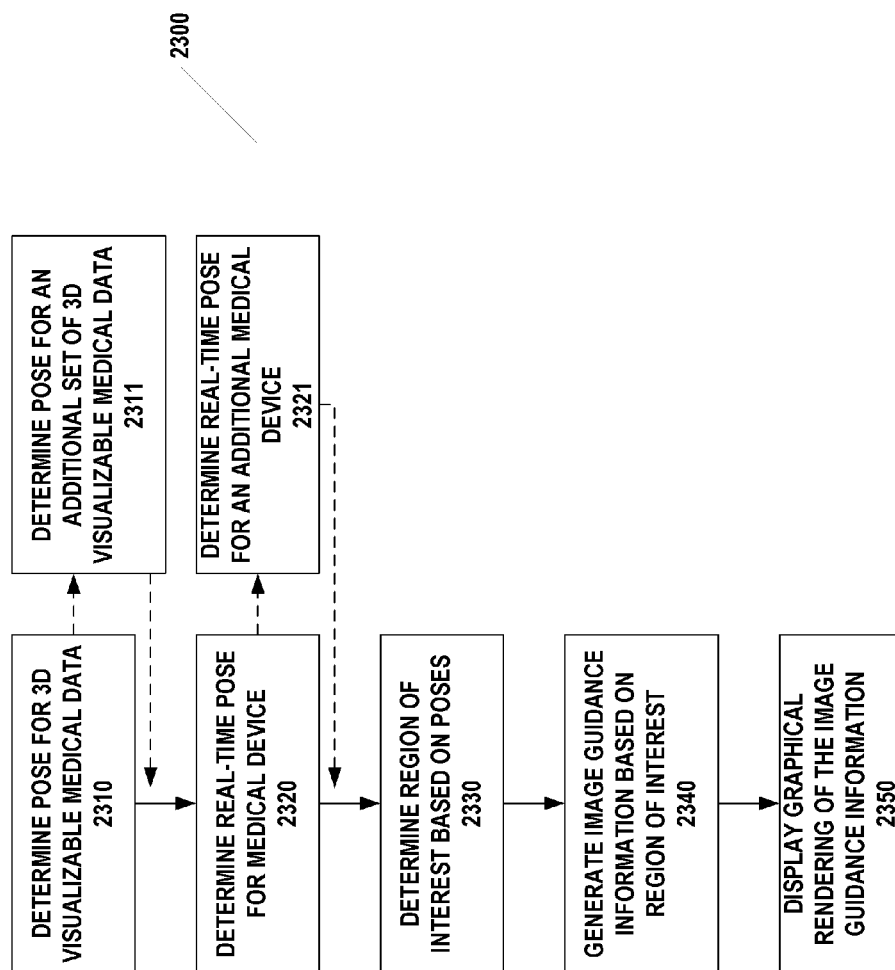 2300
DETERMINE POSE FOR 3D
VISUALIZABLE MEDICAL DATA
2310
DETERMINE POSE FOR AN
ADDITIONAL SET OF 3D
VISUALIZABLE MEDICAL DATA
2311
DETERMINE REAL-TIME POSE
FOR MEDICAL DEVICE
2320
DETERMINE REAL-TIME POSE
FOR AN ADDITIONAL MEDICAL
DEVICE
2321
DETERMINE REGION OF
INTEREST BASED ON POSES
2330
GENERATE IMAGE GUIDANCE
INFORMATION BASED ON
REGION OF INTEREST
2340
DISPLAY GRAPHICAL
RENDERING OF THE IMAGE
GUIDANCE INFORMATION
2350